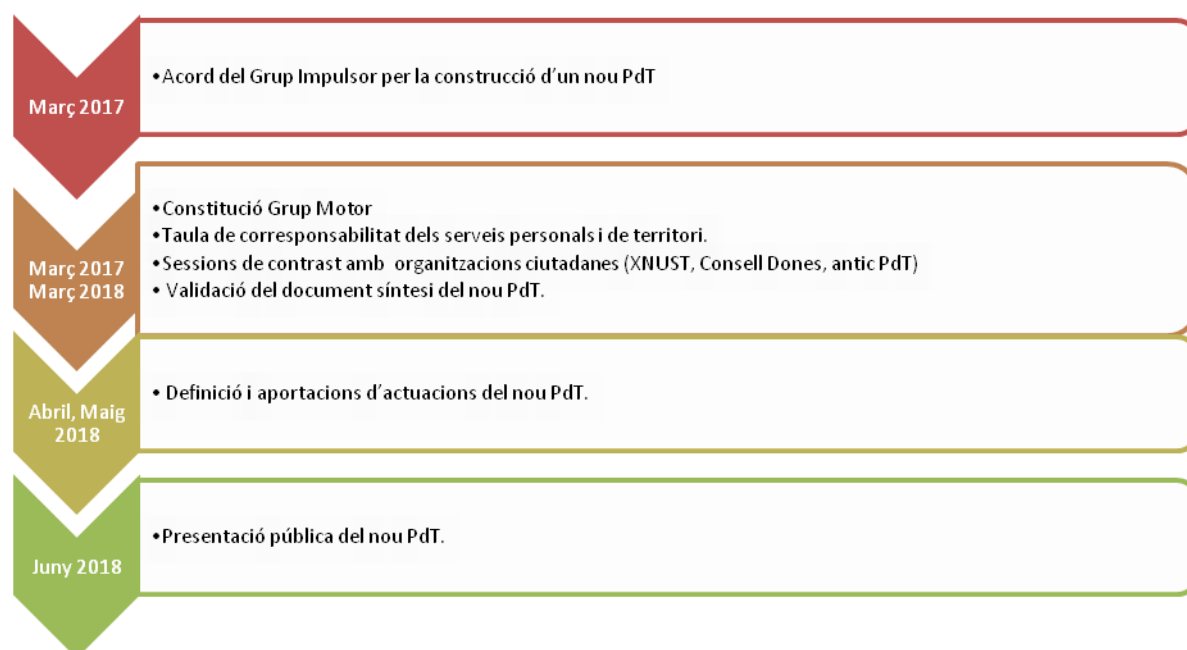 Març 2017
•Acord del Grup Impulsor per la construcció d'un nou PdT
Març 2017
Març 2018
•Constitució Grup Motor
•Taula de corresponsabilitat dels serveis personals i de territori.
•Sessions de contrast amb organitzacions ciutadanes (XNUST, Consell Dones, antic PdT)
• Validació del document síntesi del nou PdT.
Abril, Maig
2018
• Definició i aportacions d'actuacions del nou PdT.
Juny 2018
•Presentació pública del nou PdT.